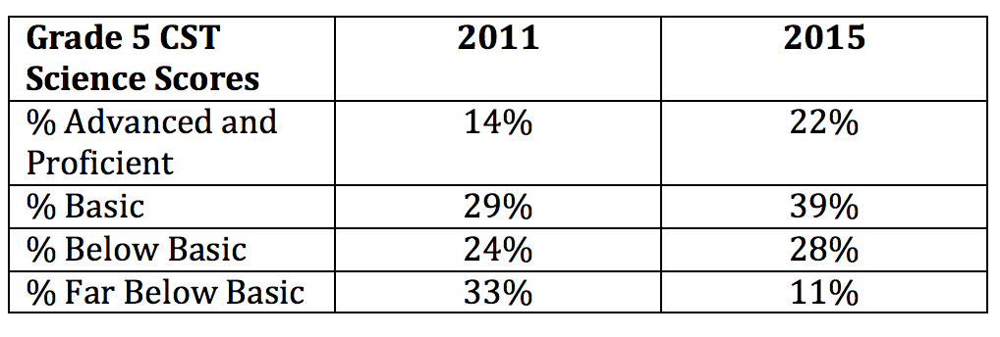 Grade 5 CST 2011 2015
Science Scores
% Advanced and 14% 22%
Proficient
% Basic 29% 39%
% Below Basic 24% 28%
% Far Below Basic 33% 11%